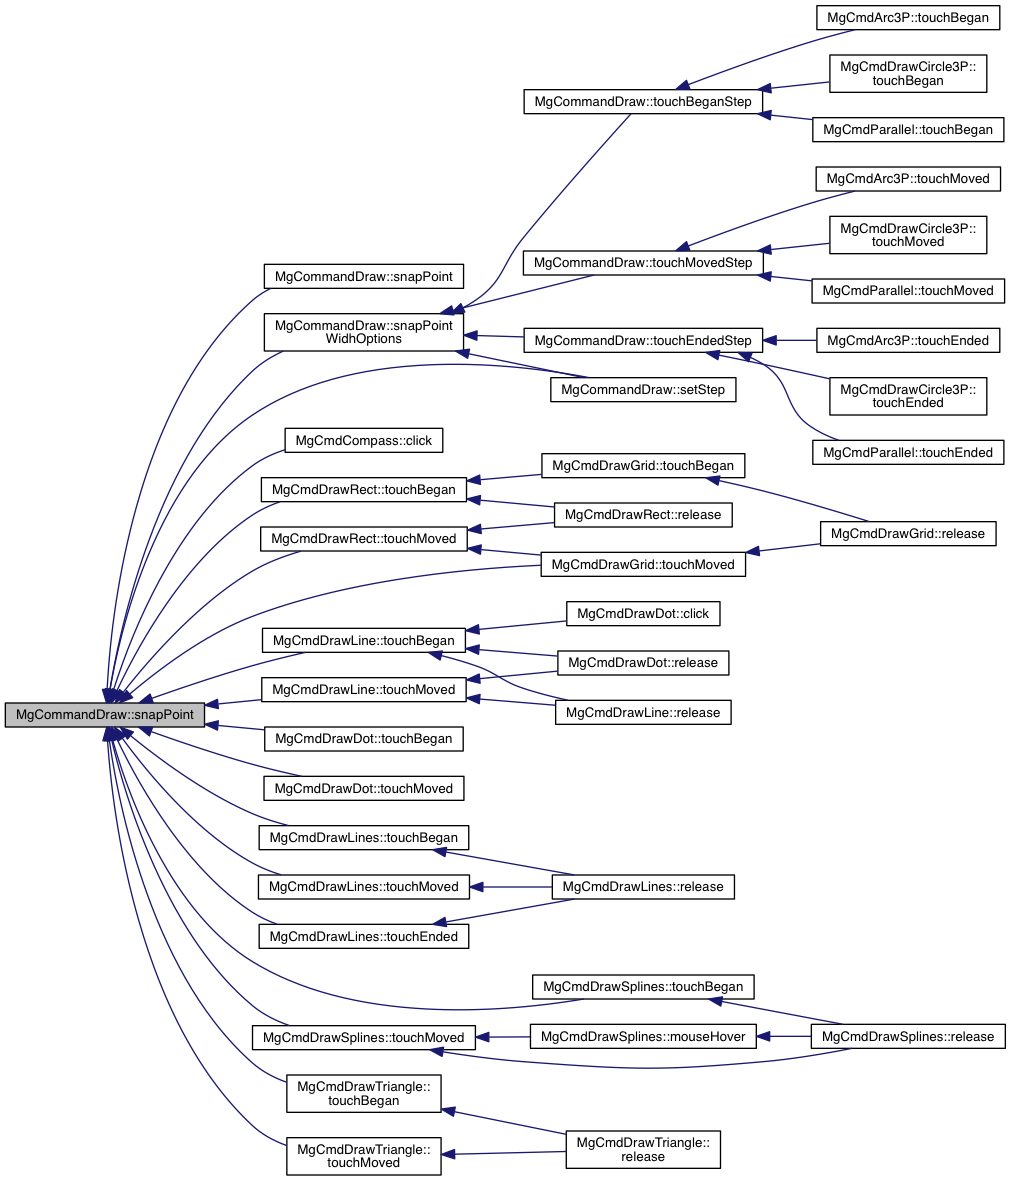 MgCmdArc3P::touchBegan
MgCmdDrawCircle3P::
touchBegan
MgCommandDraw::touchBeganStep
MgCmdParallel::touchBegan
MgCmdArc3P::touchMoved
MgCmdDrawCircle3P::
touchMoved
MgCommandDraw::touchMovedStep
MgCommandDraw::snapPoint
MgCmdParallel::touchMoved
MgCommandDraw::snapPoint
WidhOptions
MgCommandDraw::touchEndedStep
MgCmdArc3P::touchEnded
MgCommandDraw::setStep
MgCmdDrawCircle3P::
touchEnded
MgCmdCompass::click
MgCmdParallel::touchEnded
MgCmdDrawGrid::touchBegan
MgCmdDrawRect::touchBegan
MgCmdDrawRect::release
MgCmdDrawRect::touchMoved
MgCmdDrawGrid::release
MgCmdDrawGrid::touchMoved
MgCmdDrawDot::click
MgCmdDrawLine::touchBegan
MgCmdDrawDot::release
MgCmdDrawLine::touchMoved
MgCommandDraw::snapPoint
MgCmdDrawLine::release
MgCmdDrawDot::touchBegan
MgCmdDrawDot::touchMoved
MgCmdDrawLines::touchBegan
MgCmdDrawLines::touchMoved
MgCmdDrawLines::release
MgCmdDrawLines::touchEnded
MgCmdDrawSplines::touchBegan
MgCmdDrawSplines::touchMoved
MgCmdDrawSplines::mouseHover
MgCmdDrawSplines::release
MgCmdDrawTriangle::
touchBegan
MgCmdDrawTriangle::
release
MgCmdDrawTriangle::
touchMoved